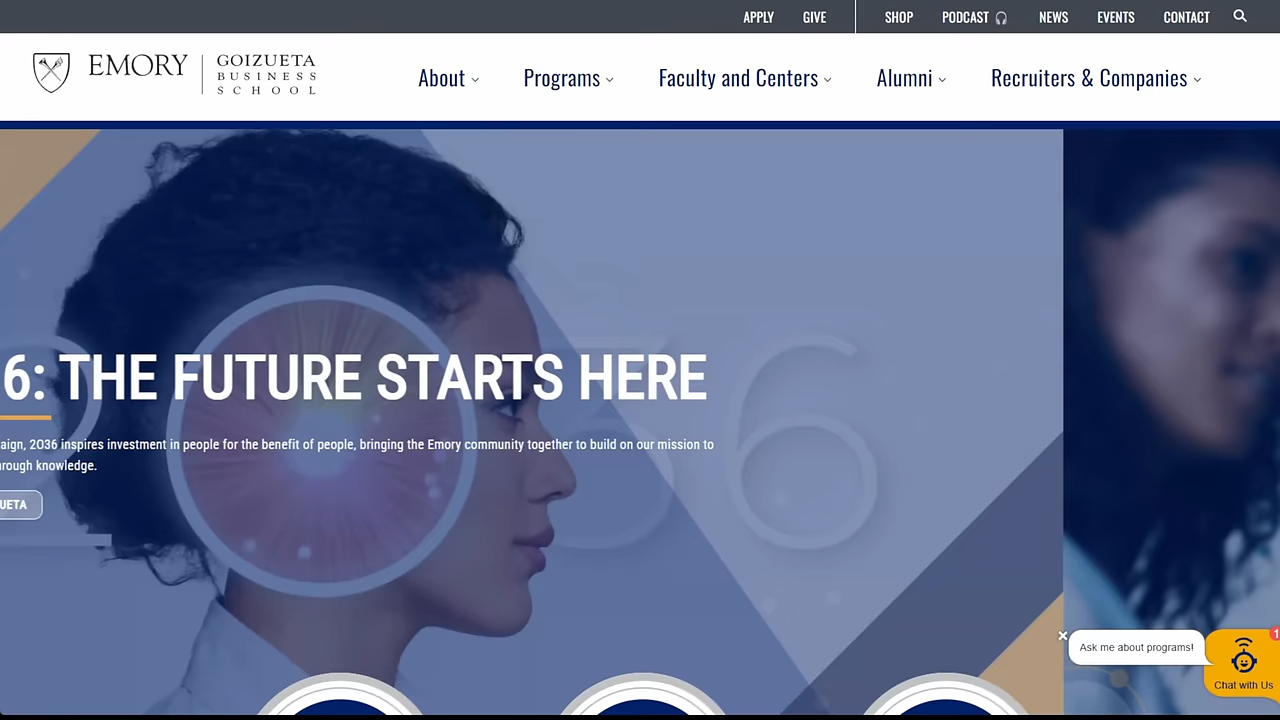 APPLY GIVE SHOP PODCAST NEWS EVENTS CONTACT
EMORY
GOIZUETA
BUSINESS
SCHOOL
About Programs Faculty and Centers Alumni Recruiters & Companies
6: THE FUTURE STARTS HERE
aign, 2O36 inspires investment in people for the benefit of people, bringing the Emory community together to build on our mission to
rough knowledge.
UETA
36
Ask me about programs!
1
Chat with Us